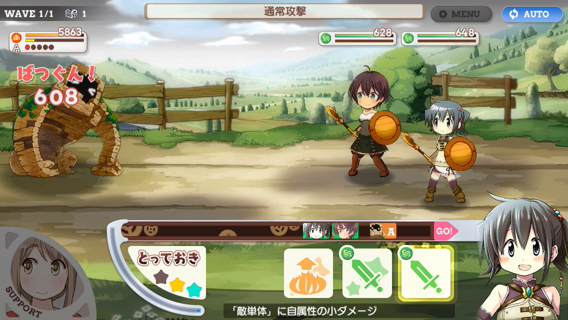 WAVE 1/1
1
通常攻撃
MENU
AUTO
5863
628
648
A
ばつぐん!
608
A
GO!
とっておき
SUPPORT
「敵単体」に自属性の小ダメージ